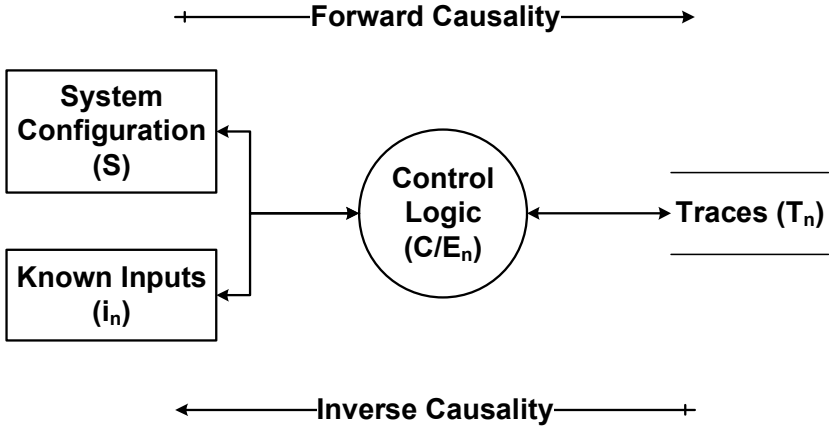 Forward Causality
System
Configuration
(S)
Control
Logic
(C/Eₙ)
Traces (Tₙ)
Known Inputs
(iₙ)
Inverse Causality